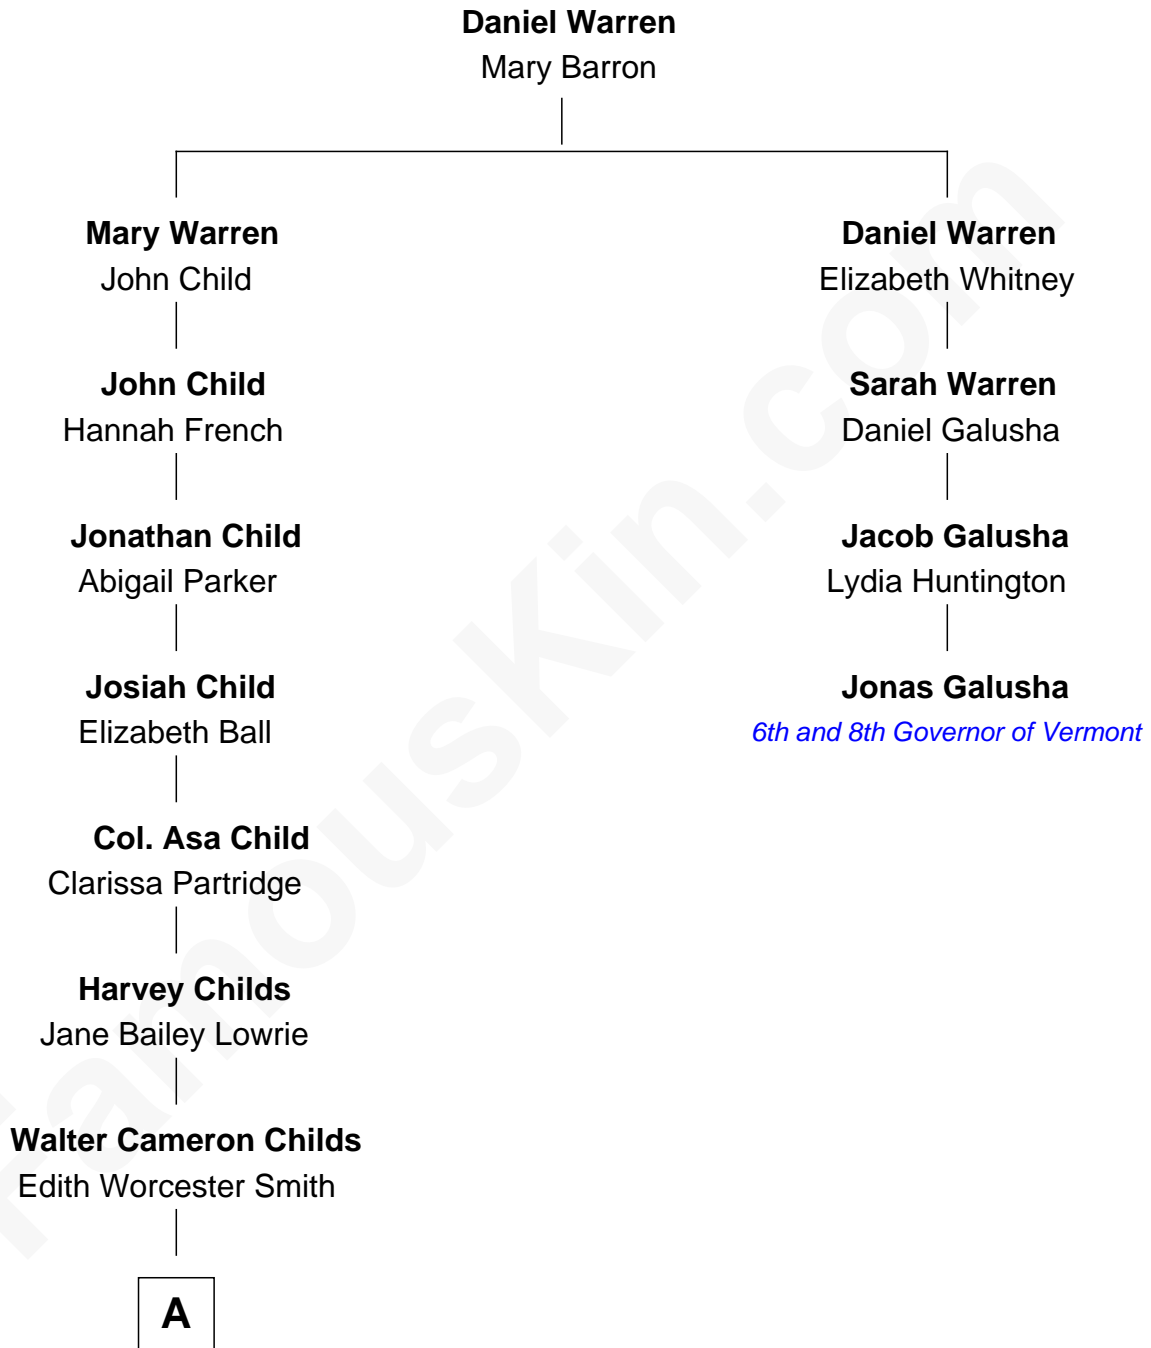 Daniel Warren
Mary Barron
Mary Warren
John Child
Daniel Warren
Elizabeth Whitney
John Child
Hannah French
Sarah Warren
Daniel Galusha
Jonathan Child
Abigail Parker
Jacob Galusha
Lydia Huntington
Josiah Child
Elizabeth Ball
Jonas Galusha
6th and 8th Governor of Vermont
Col. Asa Child
Clarissa Partridge
Harvey Childs
Jane Bailey Lowrie
Walter Cameron Childs
Edith Worcester Smith
A
FamousKin.com